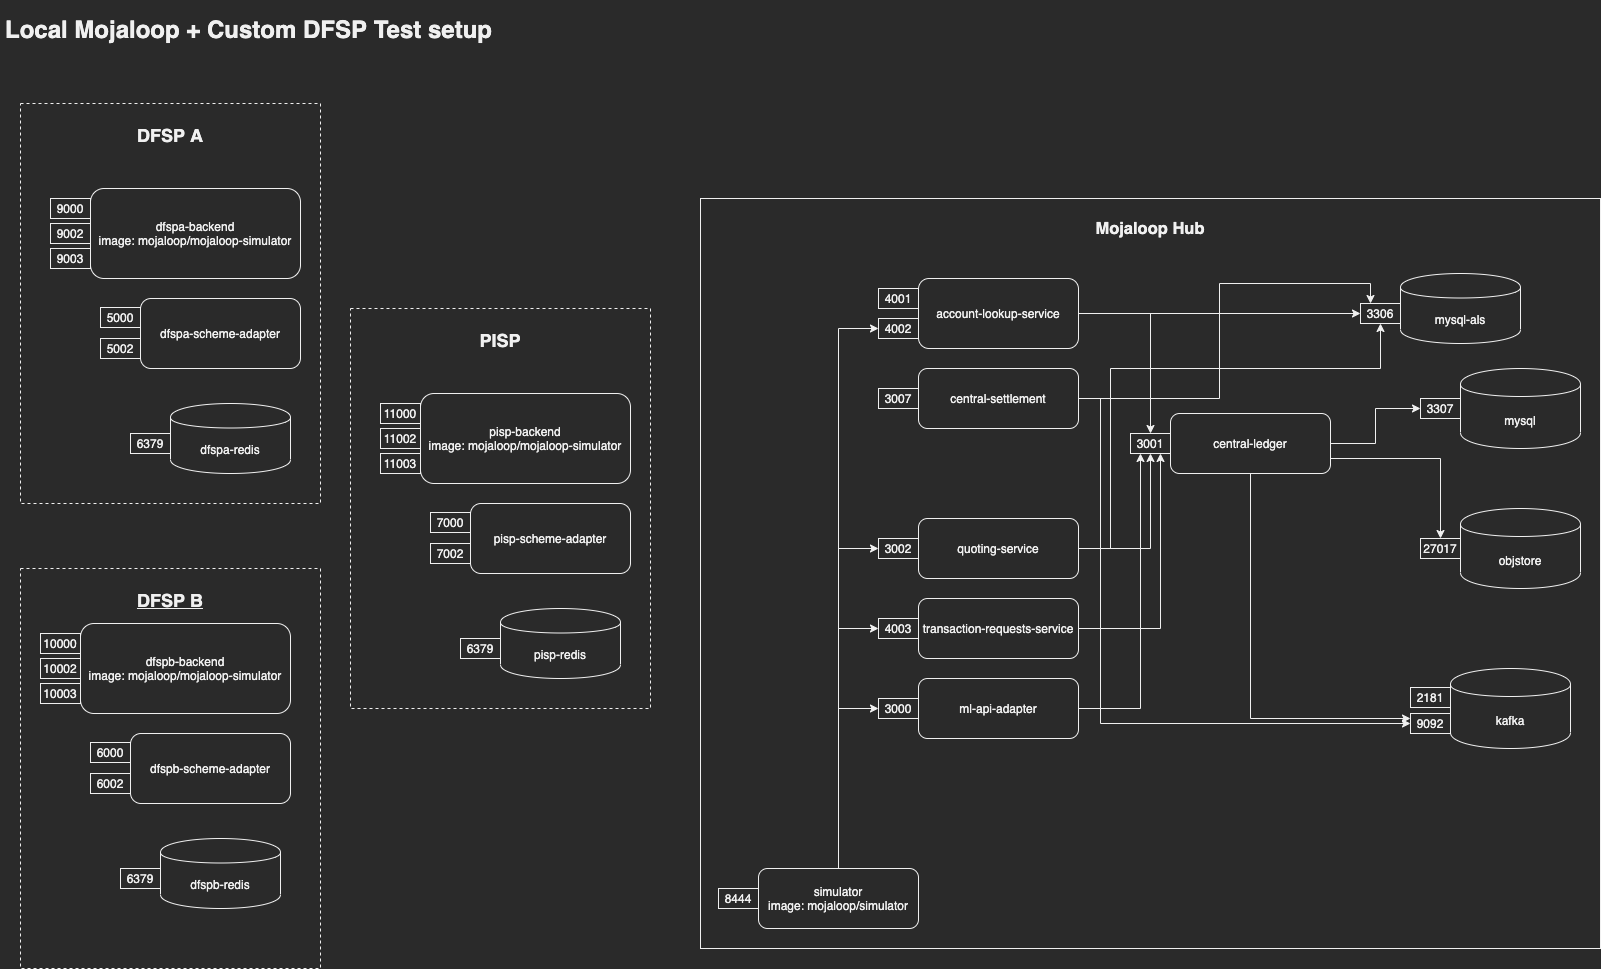 Local Mojaloop + Custom DFSP Test setup
DFSP A
9000
9002
9003
dfspa-backend
image: mojaloop/mojaloop-simulator
5000
5002
dfspa-scheme-adapter
6379
dfspa-redis
DFSP B
10000
10002
10003
dfspb-backend
image: mojaloop/mojaloop-simulator
6000
6002
dfspb-scheme-adapter
6379
dfspb-redis
PISP
11000
11002
11003
pisp-backend
image: mojaloop/mojaloop-simulator
7000
7002
pisp-scheme-adapter
6379
pisp-redis
Mojaloop Hub
4001
4002
account-lookup-service
3007
central-settlement
3002
quoting-service
4003
transaction-requests-service
3000
ml-api-adapter
8444
simulator
image: mojaloop/simulator
3001
central-ledger
3306
mysql-als
3307
mysql
27017
objstore
2181
9092
kafka